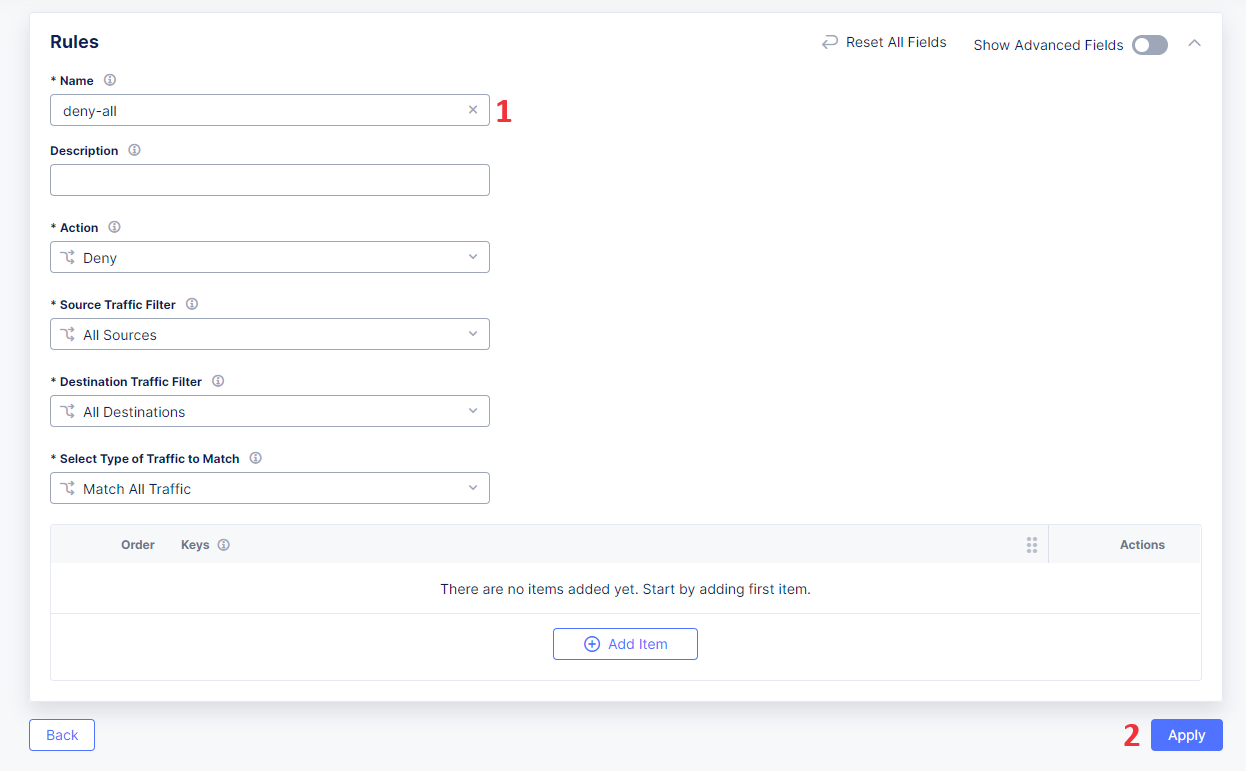 Rules
Reset All Fields
Show Advanced Fields
* Name
deny-all
1
Description
* Action
Deny
* Source Traffic Filter
All Sources
* Destination Traffic Filter
All Destinations
* Select Type of Traffic to Match
Match All Traffic
Order Keys Actions
There are no items added yet. Start by adding first item.
Add Item
Back
2
Apply